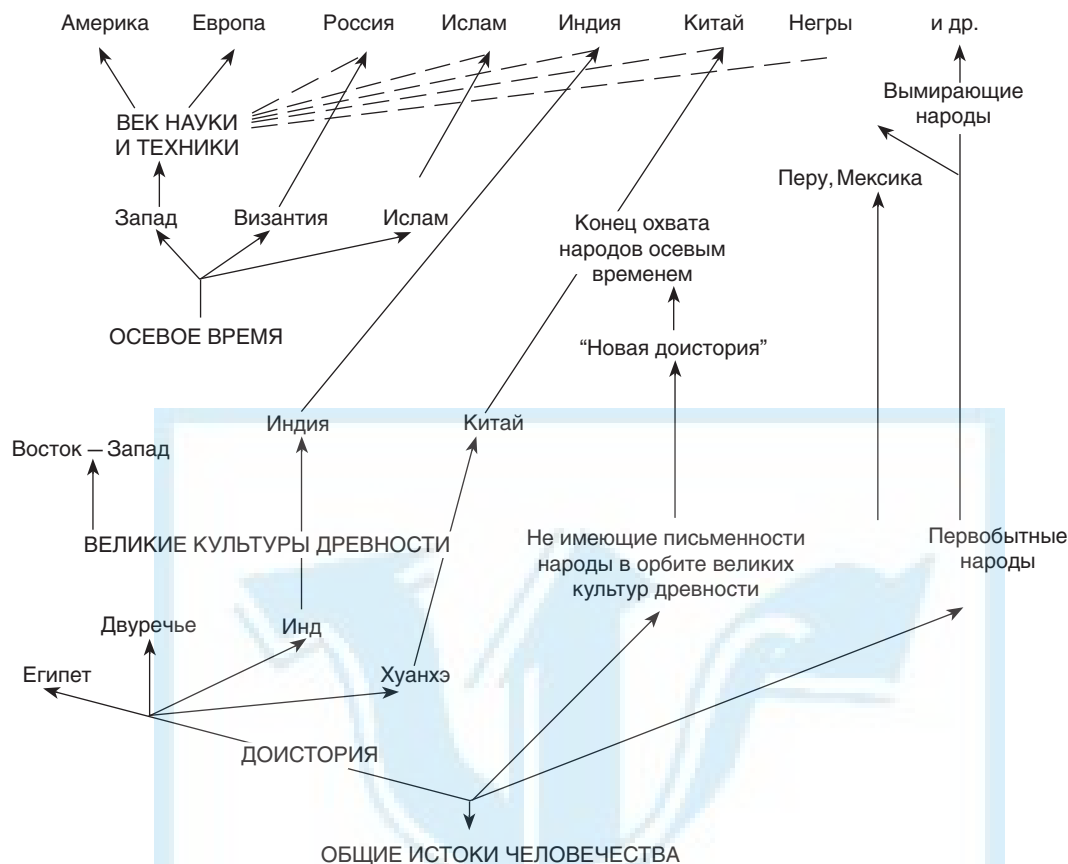 Америка Европа Россия Ислам Индия Китай Негры и др.
Вымирающие
народы
ВЕК НАУКИ
И ТЕХНИКИ
Перу, Мексика
Запад Византия Ислам
Конец охвата
народов осевым
временем
ОСЕВОЕ ВРЕМЯ
“Новая доистория”
Индия Китай
Восток — Запад
ВЕЛИКИЕ КУЛЬТУРЫ ДРЕВНОСТИ
Не имеющие письменности
народы в орбите великих
культур древности
Первобытные
народы
Двуречье Инд
Египет Хуанхэ
ДОИСТОРИЯ
ОБЩИЕ ИСТОКИ ЧЕЛОВЕЧЕСТВА